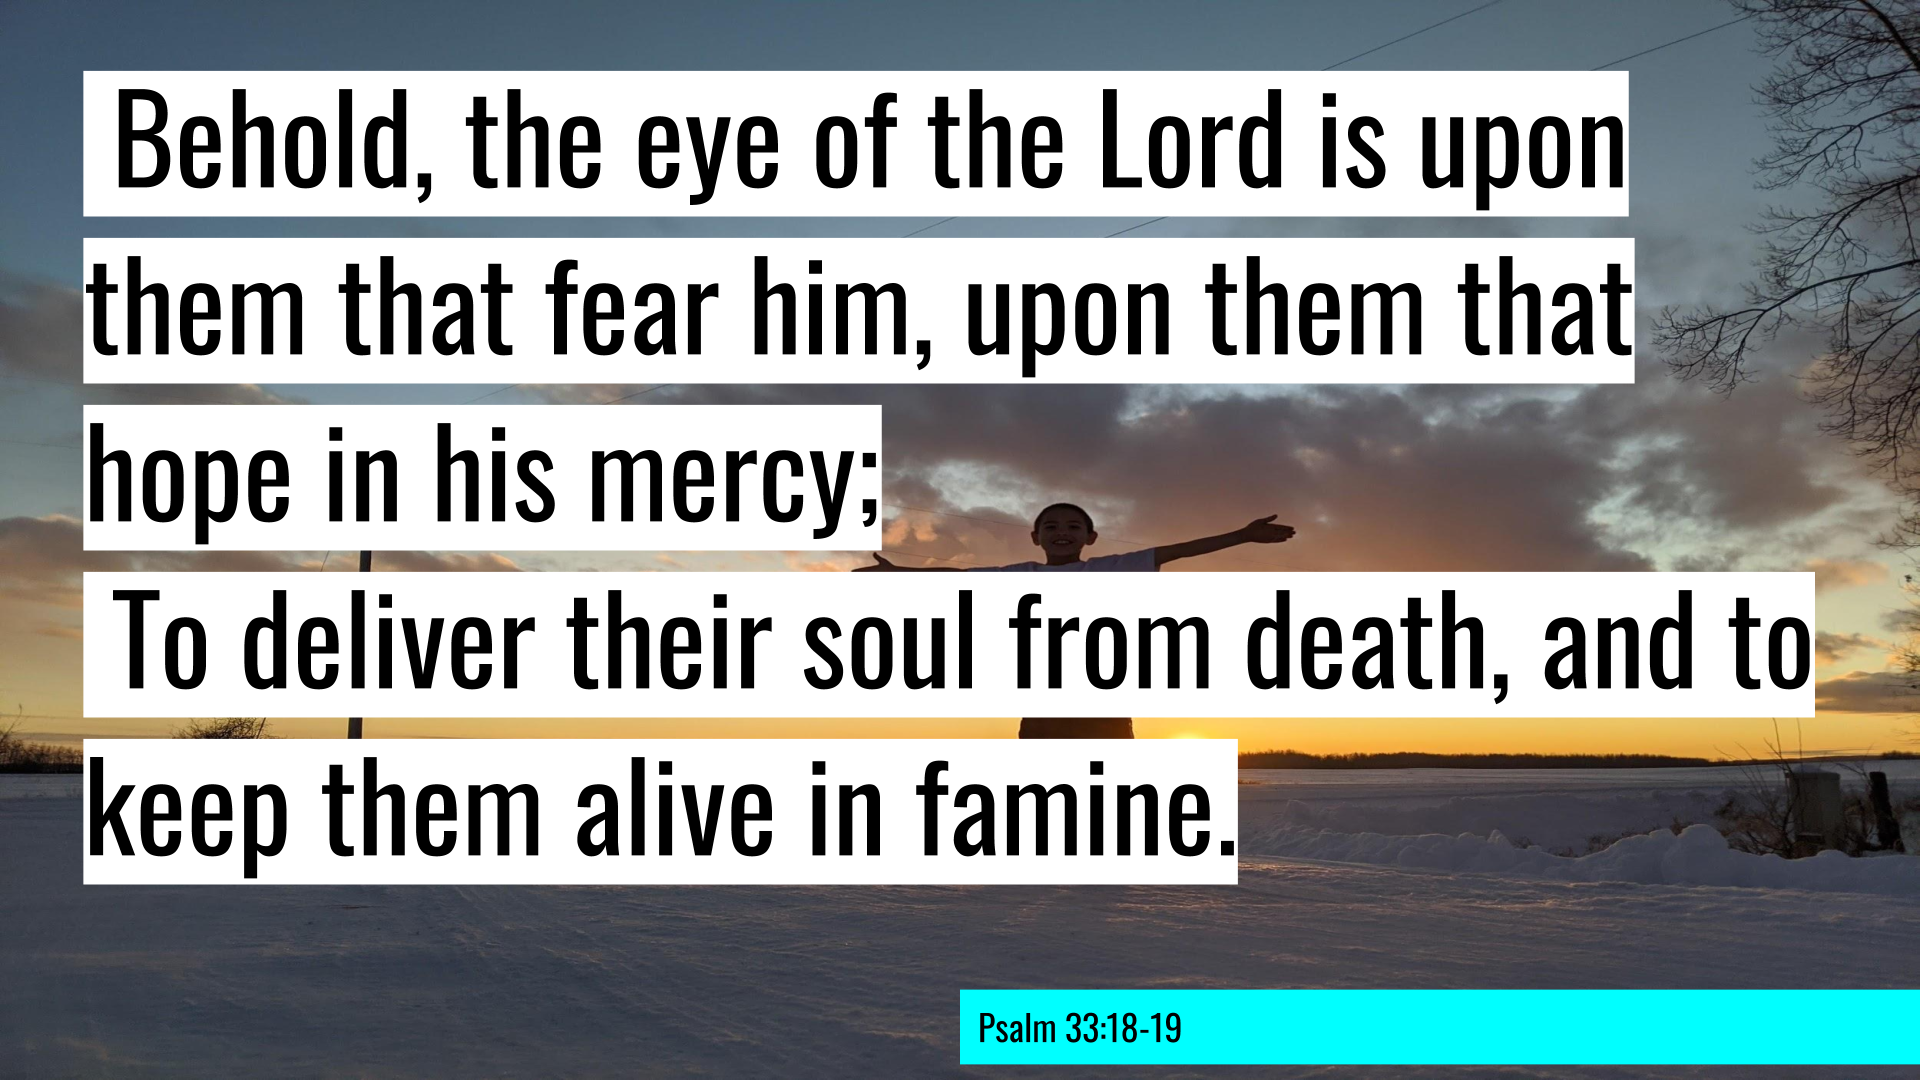 Behold, the eye of the Lord is upon
them that fear him, upon them that
hope in his mercy;
To deliver their soul from death, and to
keep them alive in famine.
Psalm 33:18-19